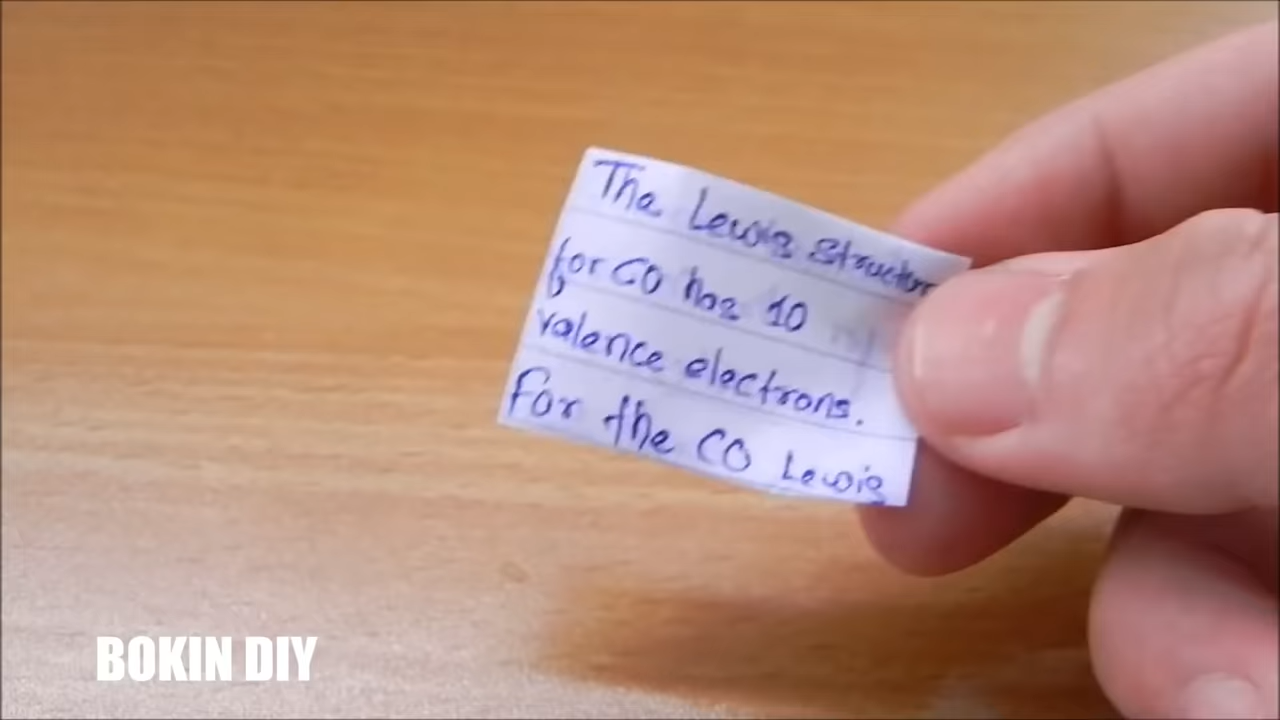 The Lewis Structure
for CO has 10
valence electrons.
For the CO Lewis
BOKIN DIY